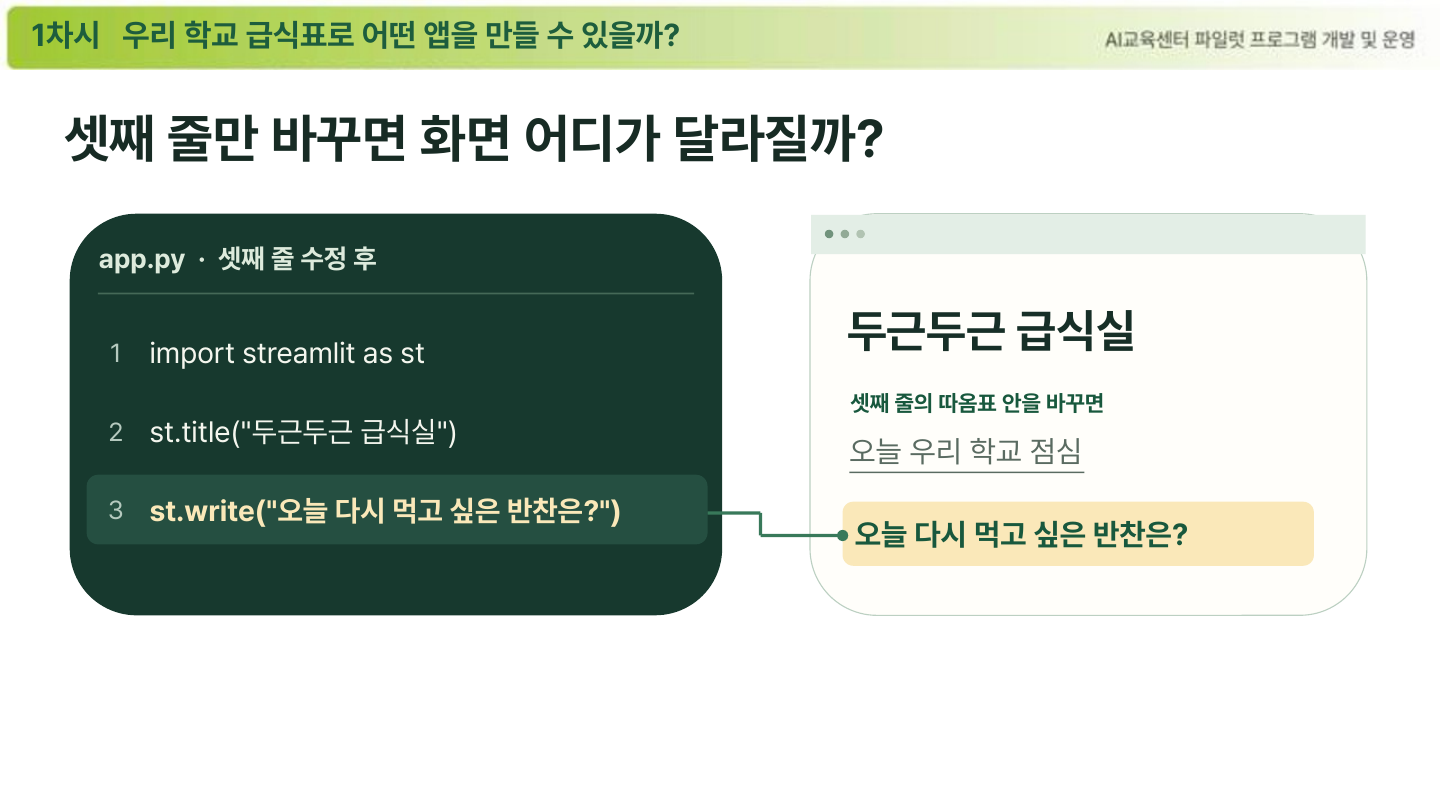 1차시 우리 학교 급식표로 어떤 앱을 만들 수 있을까?
AI교육센터 파일럿 프로그램 개발 및 운영
셋째 줄만 바꾸면 화면 어디가 달라질까?
app.py · 셋째 줄 수정 후
1 import streamlit as st
2 st.title("두근두근 급식실")
3 st.write("오늘 다시 먹고 싶은 반찬은?")
두근두근 급식실
셋째 줄의 따옴표 안을 바꾸면
오늘 우리 학교 점심
오늘 다시 먹고 싶은 반찬은?